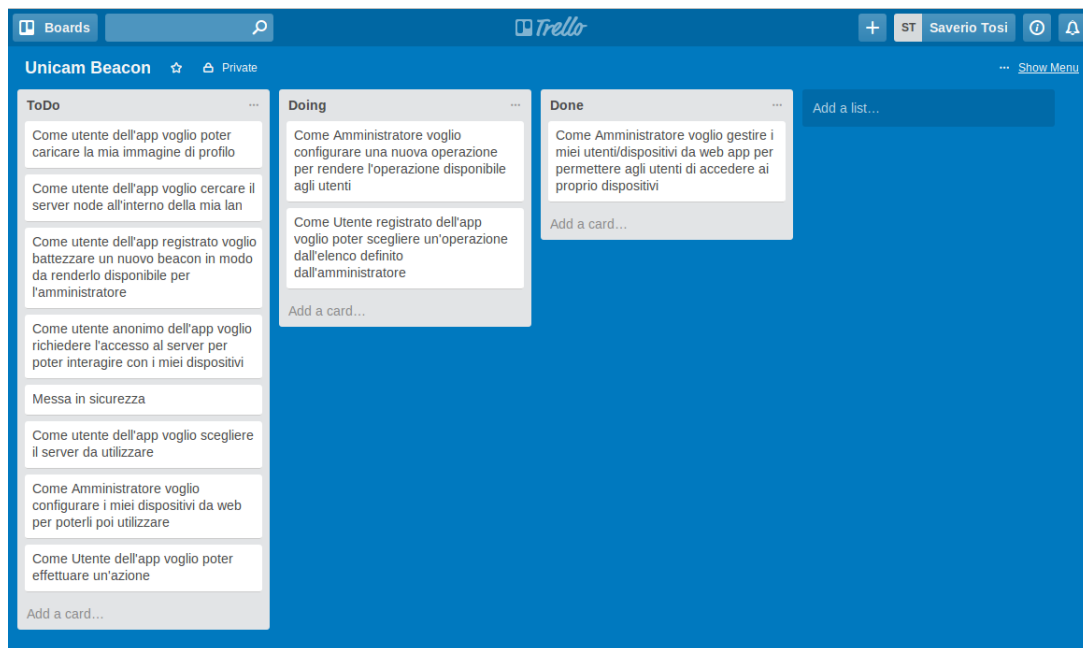 Boards
Trello
ST Saverio Tosi
Unicam Beacon
Private
Show Menu
ToDo
Come utente dell'app voglio poter
caricare la mia immagine di profilo
Come utente dell'app voglio cercare il
server node all'interno della mia lan
Come utente dell'app registrato voglio
battezzare un nuovo beacon in modo
da renderlo disponibile per
l'amministratore
Come utente anonimo dell'app voglio
richiedere l'accesso al server per
poter interagire con i miei dispositivi
Messa in sicurezza
Come utente dell'app voglio scegliere
il server da utilizzare
Come Amministratore voglio
configurare i miei dispositivi da web
per poterli poi utilizzare
Come Utente dell'app voglio poter
effettuare un'azione
Add a card…
Doing
Come Amministratore voglio
configurare una nuova operazione
per rendere l'operazione disponibile
agli utenti
Come Utente registrato dell'app
voglio poter scegliere un'operazione
dall'elenco definito
dall'amministratore
Add a card…
Done
Come Amministratore voglio gestire i
miei utenti/dispositivi da web app per
permettere agli utenti di accedere ai
proprio dispositivi
Add a card…
Add a list…